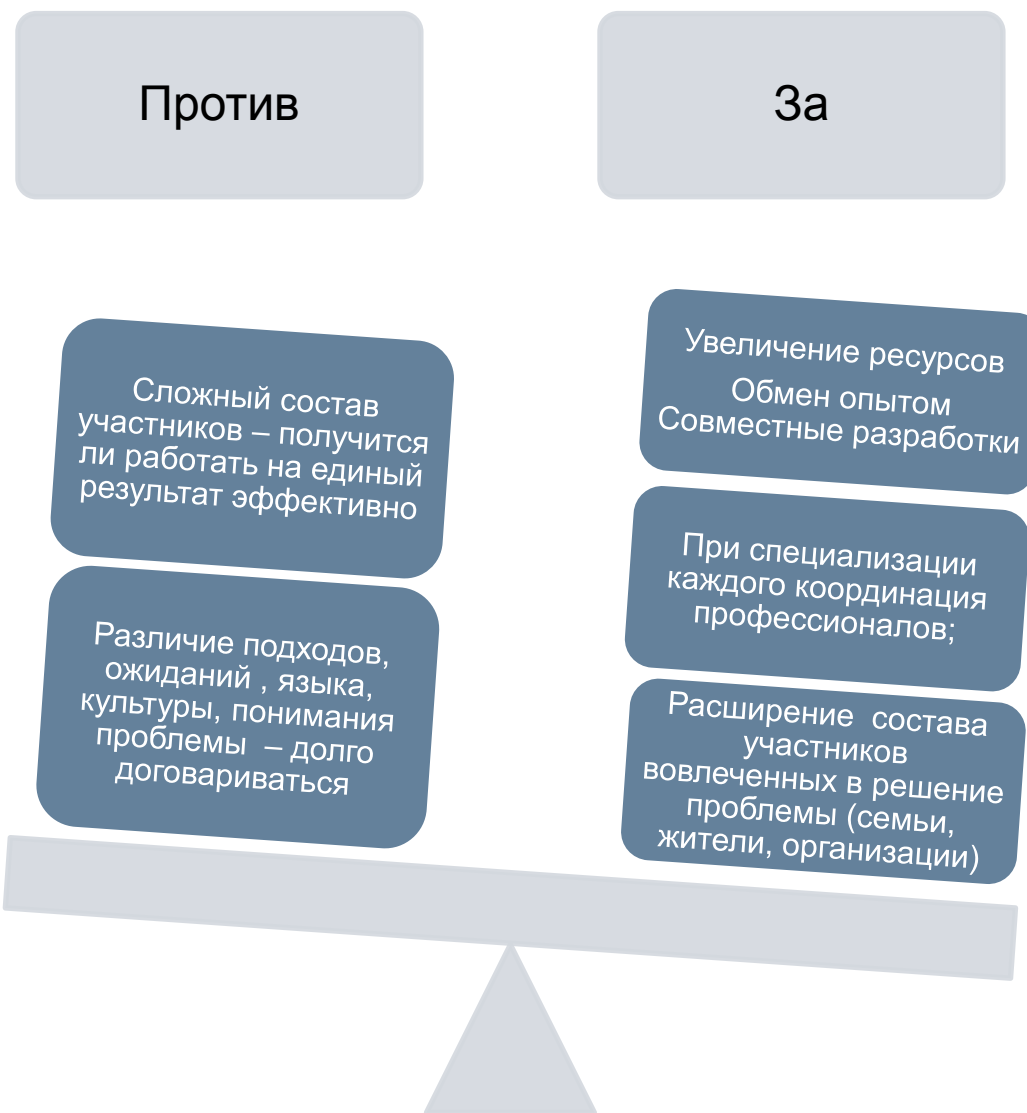 Против
За
Сложный состав
участников – получится
ли работать на единый
результат эффективно
Различие подходов,
ожиданий , языка,
культуры, понимания
проблемы  – долго
договариваться
Увеличение ресурсов
Обмен опытом
Совместные разработки
При специализации
каждого координация
профессионалов;
Расширение  состава
участников
вовлеченных в решение
проблемы (семьи,
жители, организации)